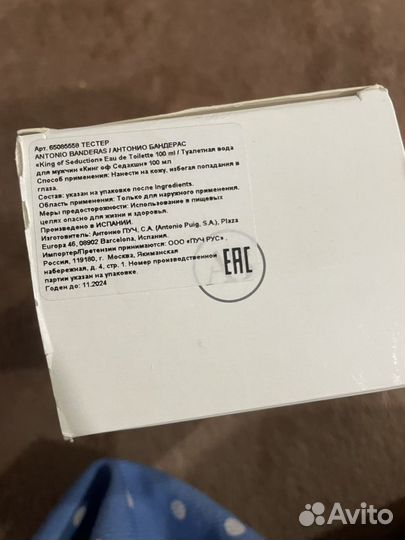 Арт. 65085558 ТЕСТЕР
ANTONIO BANDERAS / АНТОНИО БАНДЕРАС
«King of Seduction» Eau de Toilette 100 ml / Туалетная вода
для мужчин «Кинг оф Седакшн» 100 мл
Способ применения: Нанести на кожу, избегая попадания в
глаза.
Состав: указан на упаковке после Ingredients.
Область применения: Только для наружного применения.
Меры предосторожности: Использование в пищевых
целях опасно для жизни и здоровья.
Произведено в ИСПАНИИ.
Изготовлен: Антонио ПУЧ, С.А. (Antonio Puig, S.A.), Plaza
Europa 46, 08902 Barcelona, Испания.
Импортер/Претензии принимаются: ООО «ПУЧ РУС» ,
Россия, 119180, г. Москва, Якиманская
набережная, д. 4, стр. 1. Номер производственной
партии указан на упаковке.
Годен до: 11.2024
EAC
Avito